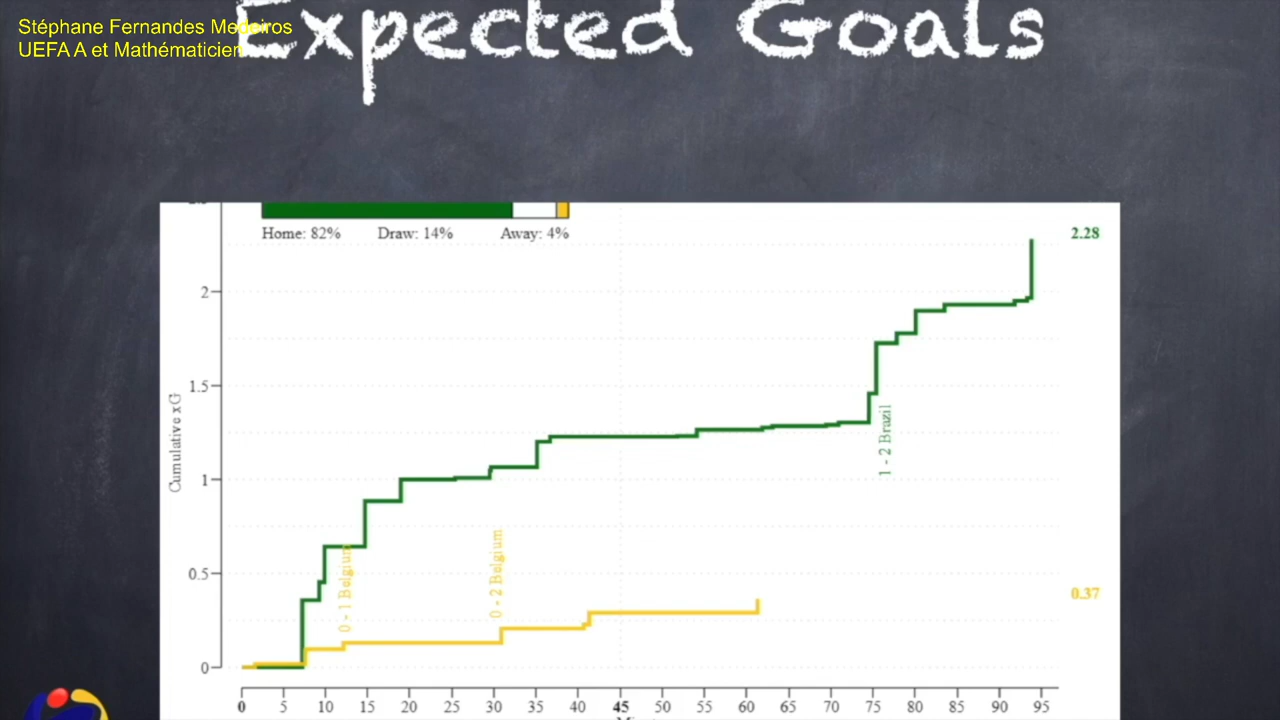 Stéphane Fernandes Medeiros
UEFA A et Mathématicien
Expected Goals
Home: 82% Draw: 14% Away: 4%
2.28
2
1.5
1
0.5
0
Cumulative xG
0 - 1 Belgium
0 - 2 Belgium
1 - 2 Brazil
0.37
0 5 10 15 20 25 30 35 40 45 50 55 60 65 70 75 80 85 90 95